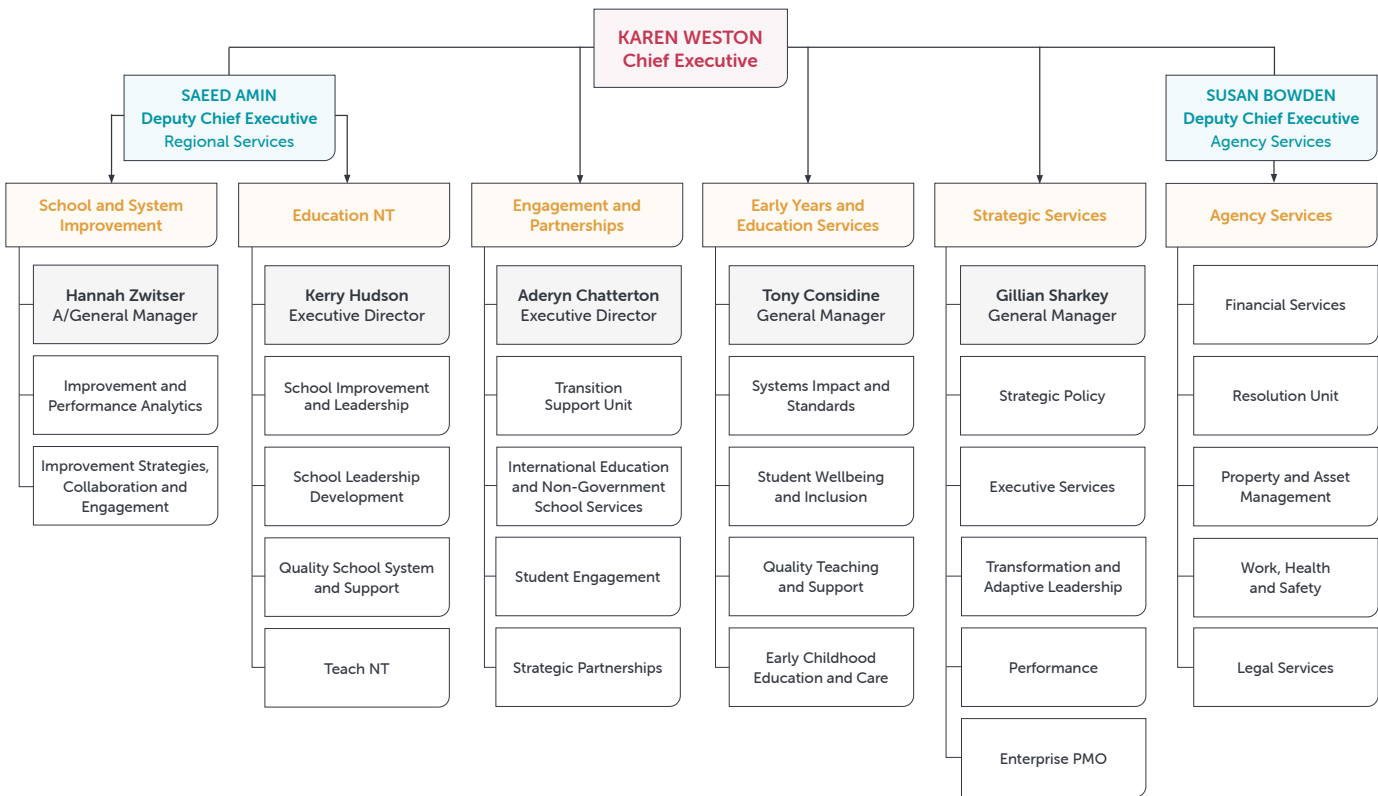 KAREN WESTON
Chief Executive
SAEED AMIN
Deputy Chief Executive
Regional Services
SUSAN BOWDEN
Deputy Chief Executive
Agency Services
School and System
Improvement
Hannah Zwitser
A/General Manager
Improvement and
Performance Analytics
Improvement Strategies,
Collaboration and
Engagement
Education NT
Kerry Hudson
Executive Director
School Improvement
and Leadership
School Leadership
Development
Quality School System
and Support
Teach NT
Engagement and
Partnerships
Aderyn Chatterton
Executive Director
Transition
Support Unit
International Education
and Non-Government
School Services
Student Engagement
Strategic Partnerships
Early Years and
Education Services
Tony Considine
General Manager
Systems Impact and
Standards
Student Wellbeing
and Inclusion
Quality Teaching
and Support
Early Childhood
Education and Care
Strategic Services
Gillian Sharkey
General Manager
Strategic Policy
Executive Services
Transformation and
Adaptive Leadership
Performance
Enterprise PMO
Agency Services
Financial Services
Resolution Unit
Property and Asset
Management
Work, Health
and Safety
Legal Services